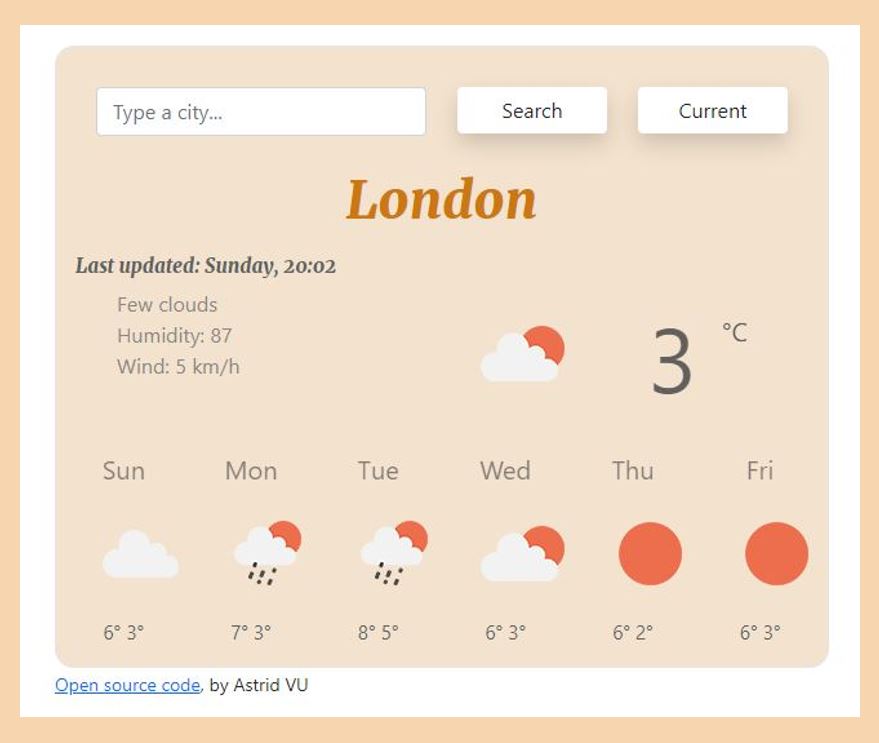 Type a city... Search Current
London
Last updated: Sunday, 20:02
Few clouds
Humidity: 87
Wind: 5 km/h
3 °C
Sun Mon Tue Wed Thu Fri
6° 3° 7° 3° 8° 5° 6° 3° 6° 2° 6° 3°
Open source code, by Astrid VU